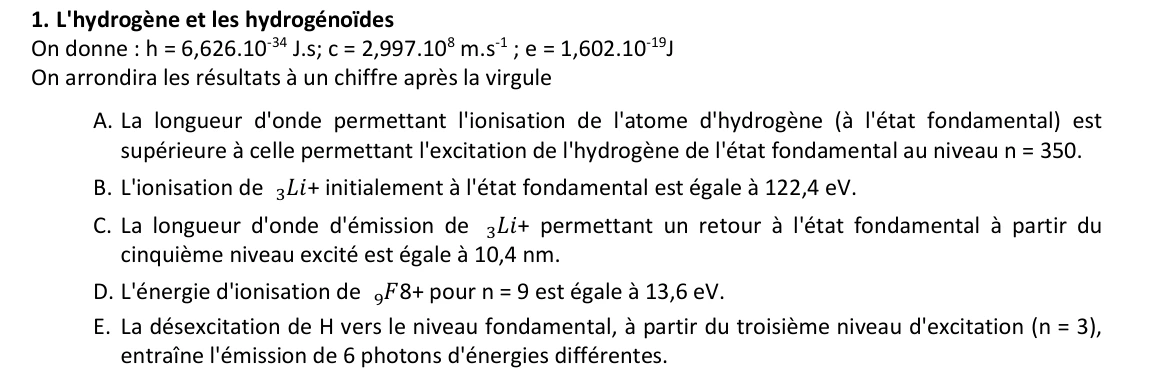 1. L'hydrogène et les hydrogénoïdes
On donne : h = 6,626.10⁻³⁴ J.s; c = 2,997.10⁸ m.s⁻¹ ; e = 1,602.10⁻¹⁹J
On arrondira les résultats à un chiffre après la virgule
A. La longueur d'onde permettant l'ionisation de l'atome d'hydrogène (à l'état fondamental) est
supérieure à celle permettant l'excitation de l'hydrogène de l'état fondamental au niveau n = 350.
B. L'ionisation de ₃Li+ initialement à l'état fondamental est égale à 122,4 eV.
C. La longueur d'onde d'émission de ₃Li+ permettant un retour à l'état fondamental à partir du
cinquième niveau excité est égale à 10,4 nm.
D. L'énergie d'ionisation de ₉F8+ pour n = 9 est égale à 13,6 eV.
E. La désexcitation de H vers le niveau fondamental, à partir du troisième niveau d'excitation (n = 3),
entraîne l'émission de 6 photons d'énergies différentes.